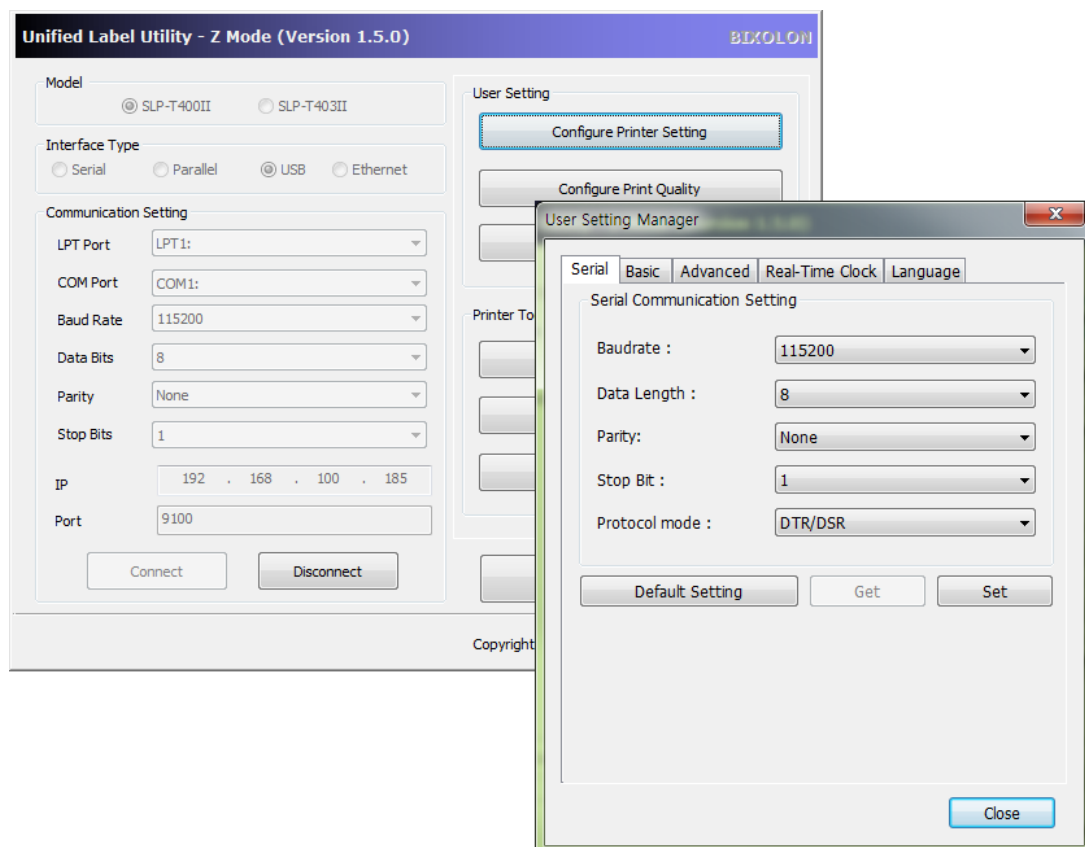 Unified Label Utility - Z Mode (Version 1.5.0)
BIXOLON
Model
SLP-T400II
SLP-T403II
Interface Type
Serial
Parallel
USB
Ethernet
Communication Setting
LPT Port
LPT1:
COM Port
COM1:
Baud Rate
115200
Data Bits
8
Parity
None
Stop Bits
1
IP
192 . 168 . 100 . 185
Port
9100
Connect
Disconnect
User Setting
Configure Printer Setting
Configure Print Quality
Printer To
Copyright
User Setting Manager
Serial
Basic
Advanced
Real-Time Clock
Language
Serial Communication Setting
Baudrate :
115200
Data Length :
8
Parity:
None
Stop Bit :
1
Protocol mode :
DTR/DSR
Default Setting
Get
Set
Close